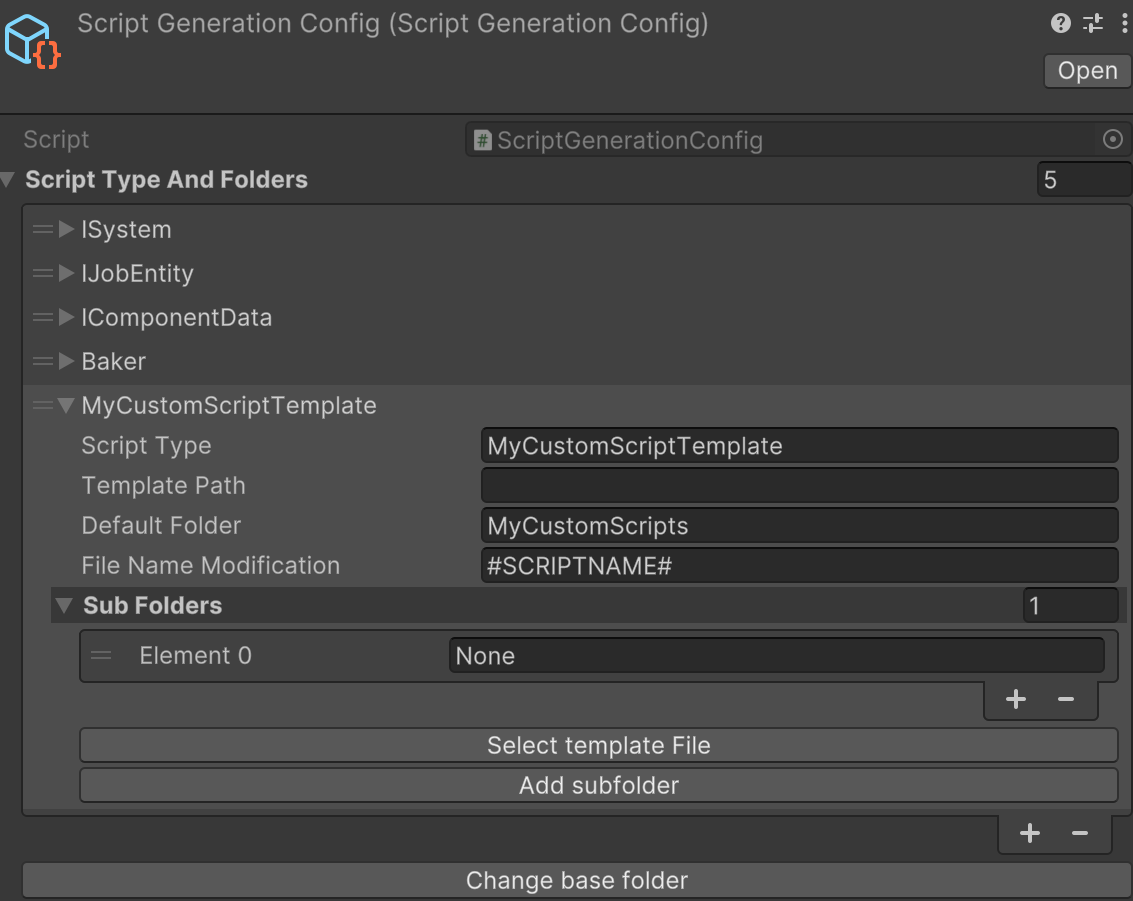 Script Generation Config (Script Generation Config)
Open
Script ScriptGenerationConfig
Script Type And Folders 5
ISystem
IJobEntity
IComponentData
Baker
MyCustomScriptTemplate
Script Type MyCustomScriptTemplate
Template Path
Default Folder MyCustomScripts
File Name Modification #SCRIPTNAME#
Sub Folders 1
Element 0 None
Select template File
Add subfolder
Change base folder